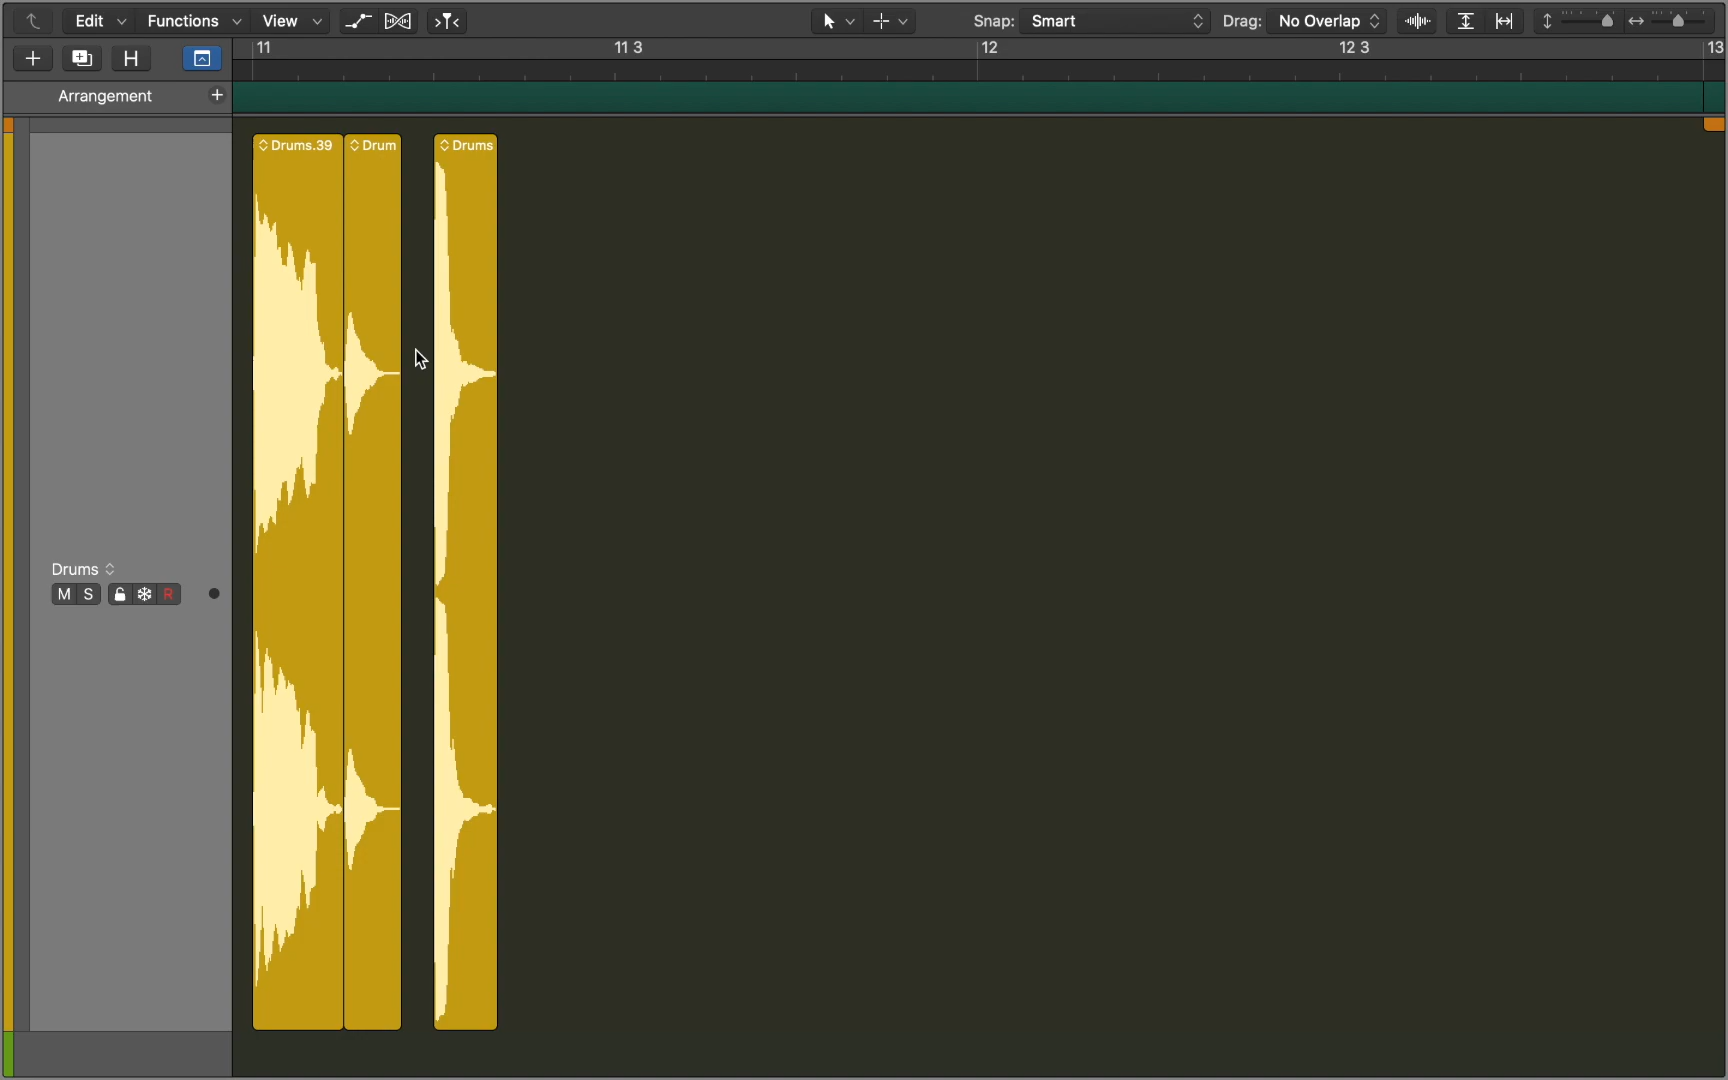 Edit Functions View Snap: Smart Drag: No Overlap
H
11 11 3 12 12 3 13
Arrangement
Drums.39 Drum Drums
Drums
M S R